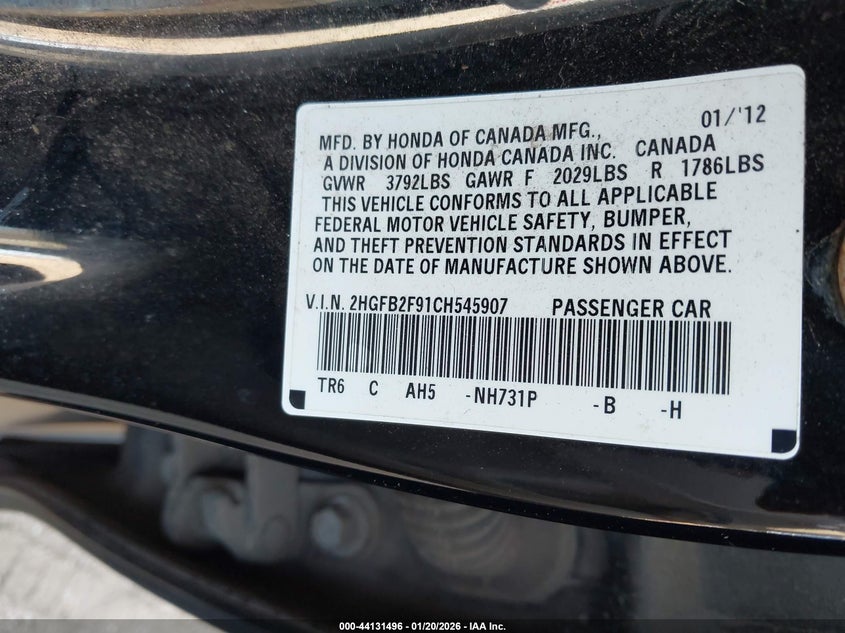 01/'12
MFD. BY HONDA OF CANADA MFG.,
A DIVISION OF HONDA CANADA INC. CANADA
GVWR 3792LBS GAWR F 2029LBS R 1786LBS
THIS VEHICLE CONFORMS TO ALL APPLICABLE
FEDERAL MOTOR VEHICLE SAFETY, BUMPER,
AND THEFT PREVENTION STANDARDS IN EFFECT
ON THE DATE OF MANUFACTURE SHOWN ABOVE.
V.I.N. 2HGFB2F91CH545907 PASSENGER CAR
TR6 C AH5 -NH731P -B -H
000-44131496 - 01/20/2026 - IAA Inc.